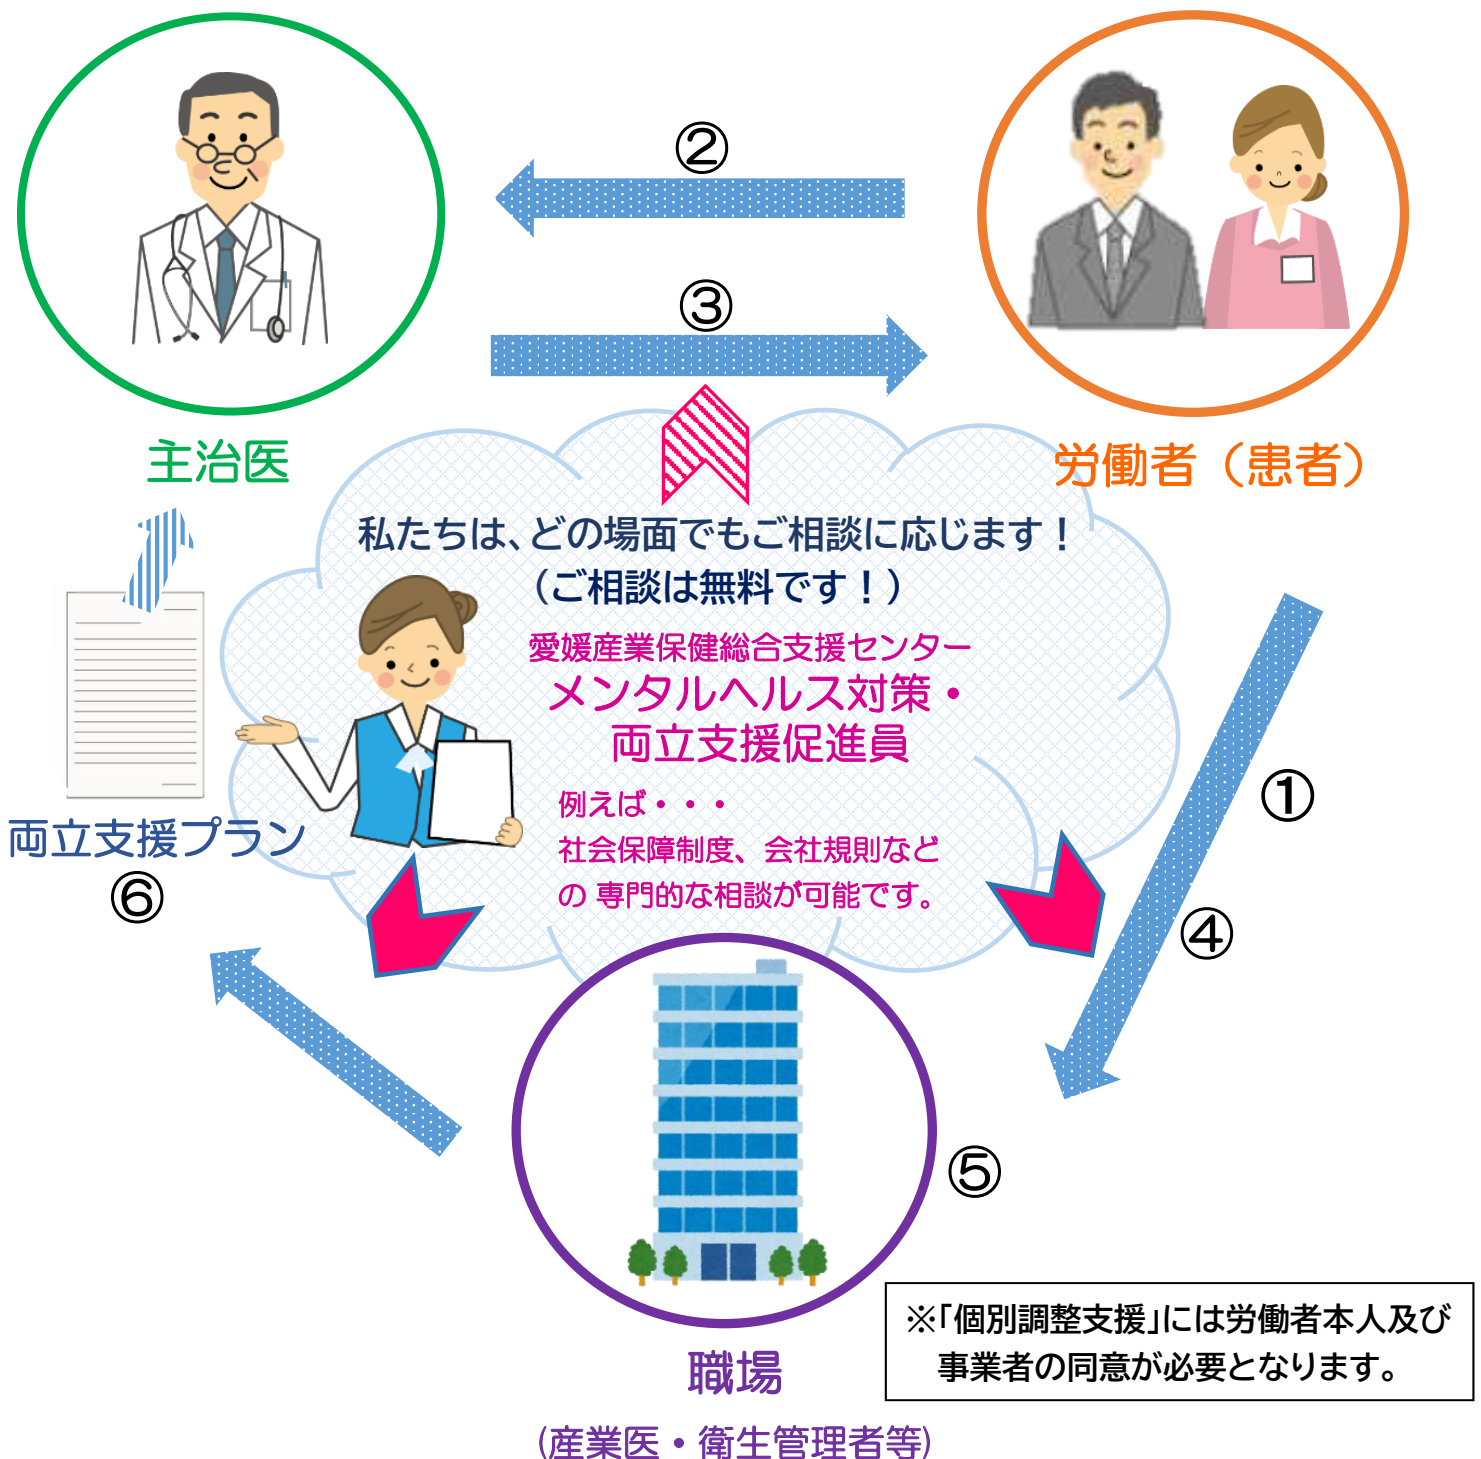 ②
③
主治医
労働者（患者）
私たちは、どの場面でもご相談に応じます！
（ご相談は無料です！）
愛媛産業保健総合支援センター
メンタルヘルス対策・
両立支援促進員
例えば・・・
社会保障制度、会社規則など
の 専門的な相談が可能です。
両立支援プラン
⑥
①
④
⑤
※「個別調整支援」には労働者本人及び
事業者の同意が必要となります。
職場
(産業医・衛生管理者等)